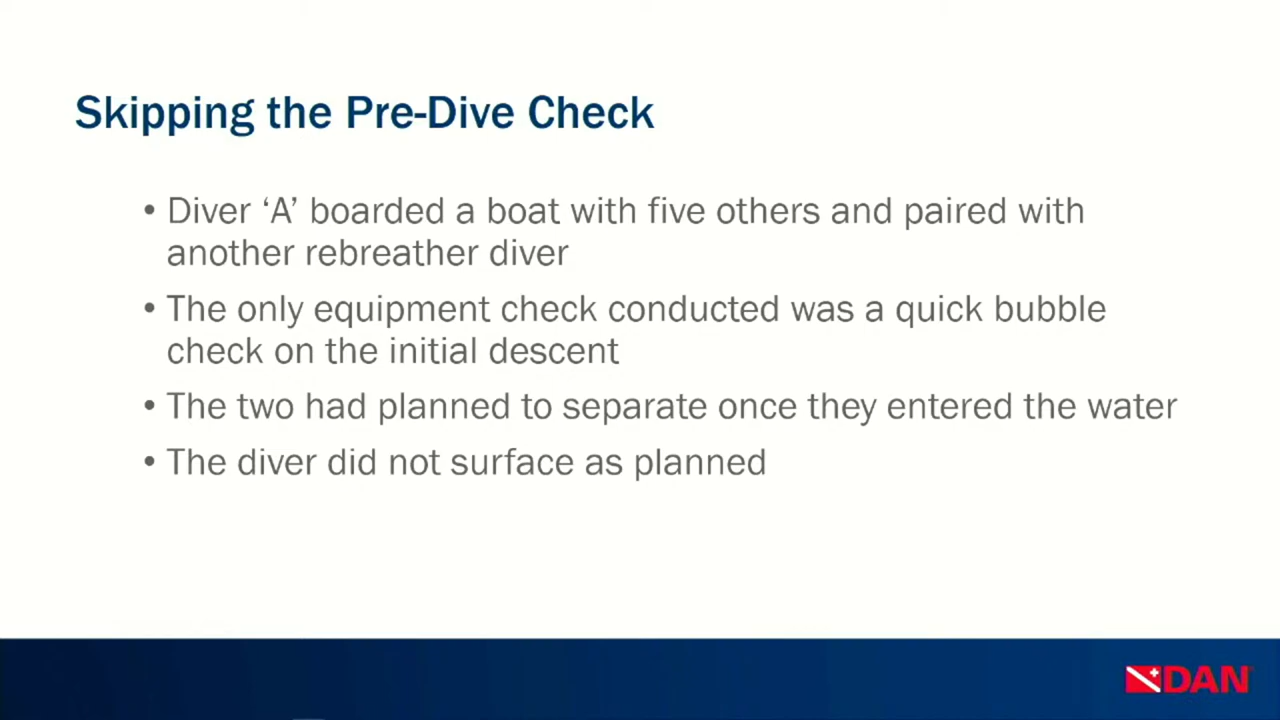 Skipping the Pre-Dive Check
• Diver ‘A’ boarded a boat with five others and paired with
another rebreather diver
• The only equipment check conducted was a quick bubble
check on the initial descent
• The two had planned to separate once they entered the water
• The diver did not surface as planned
DAN